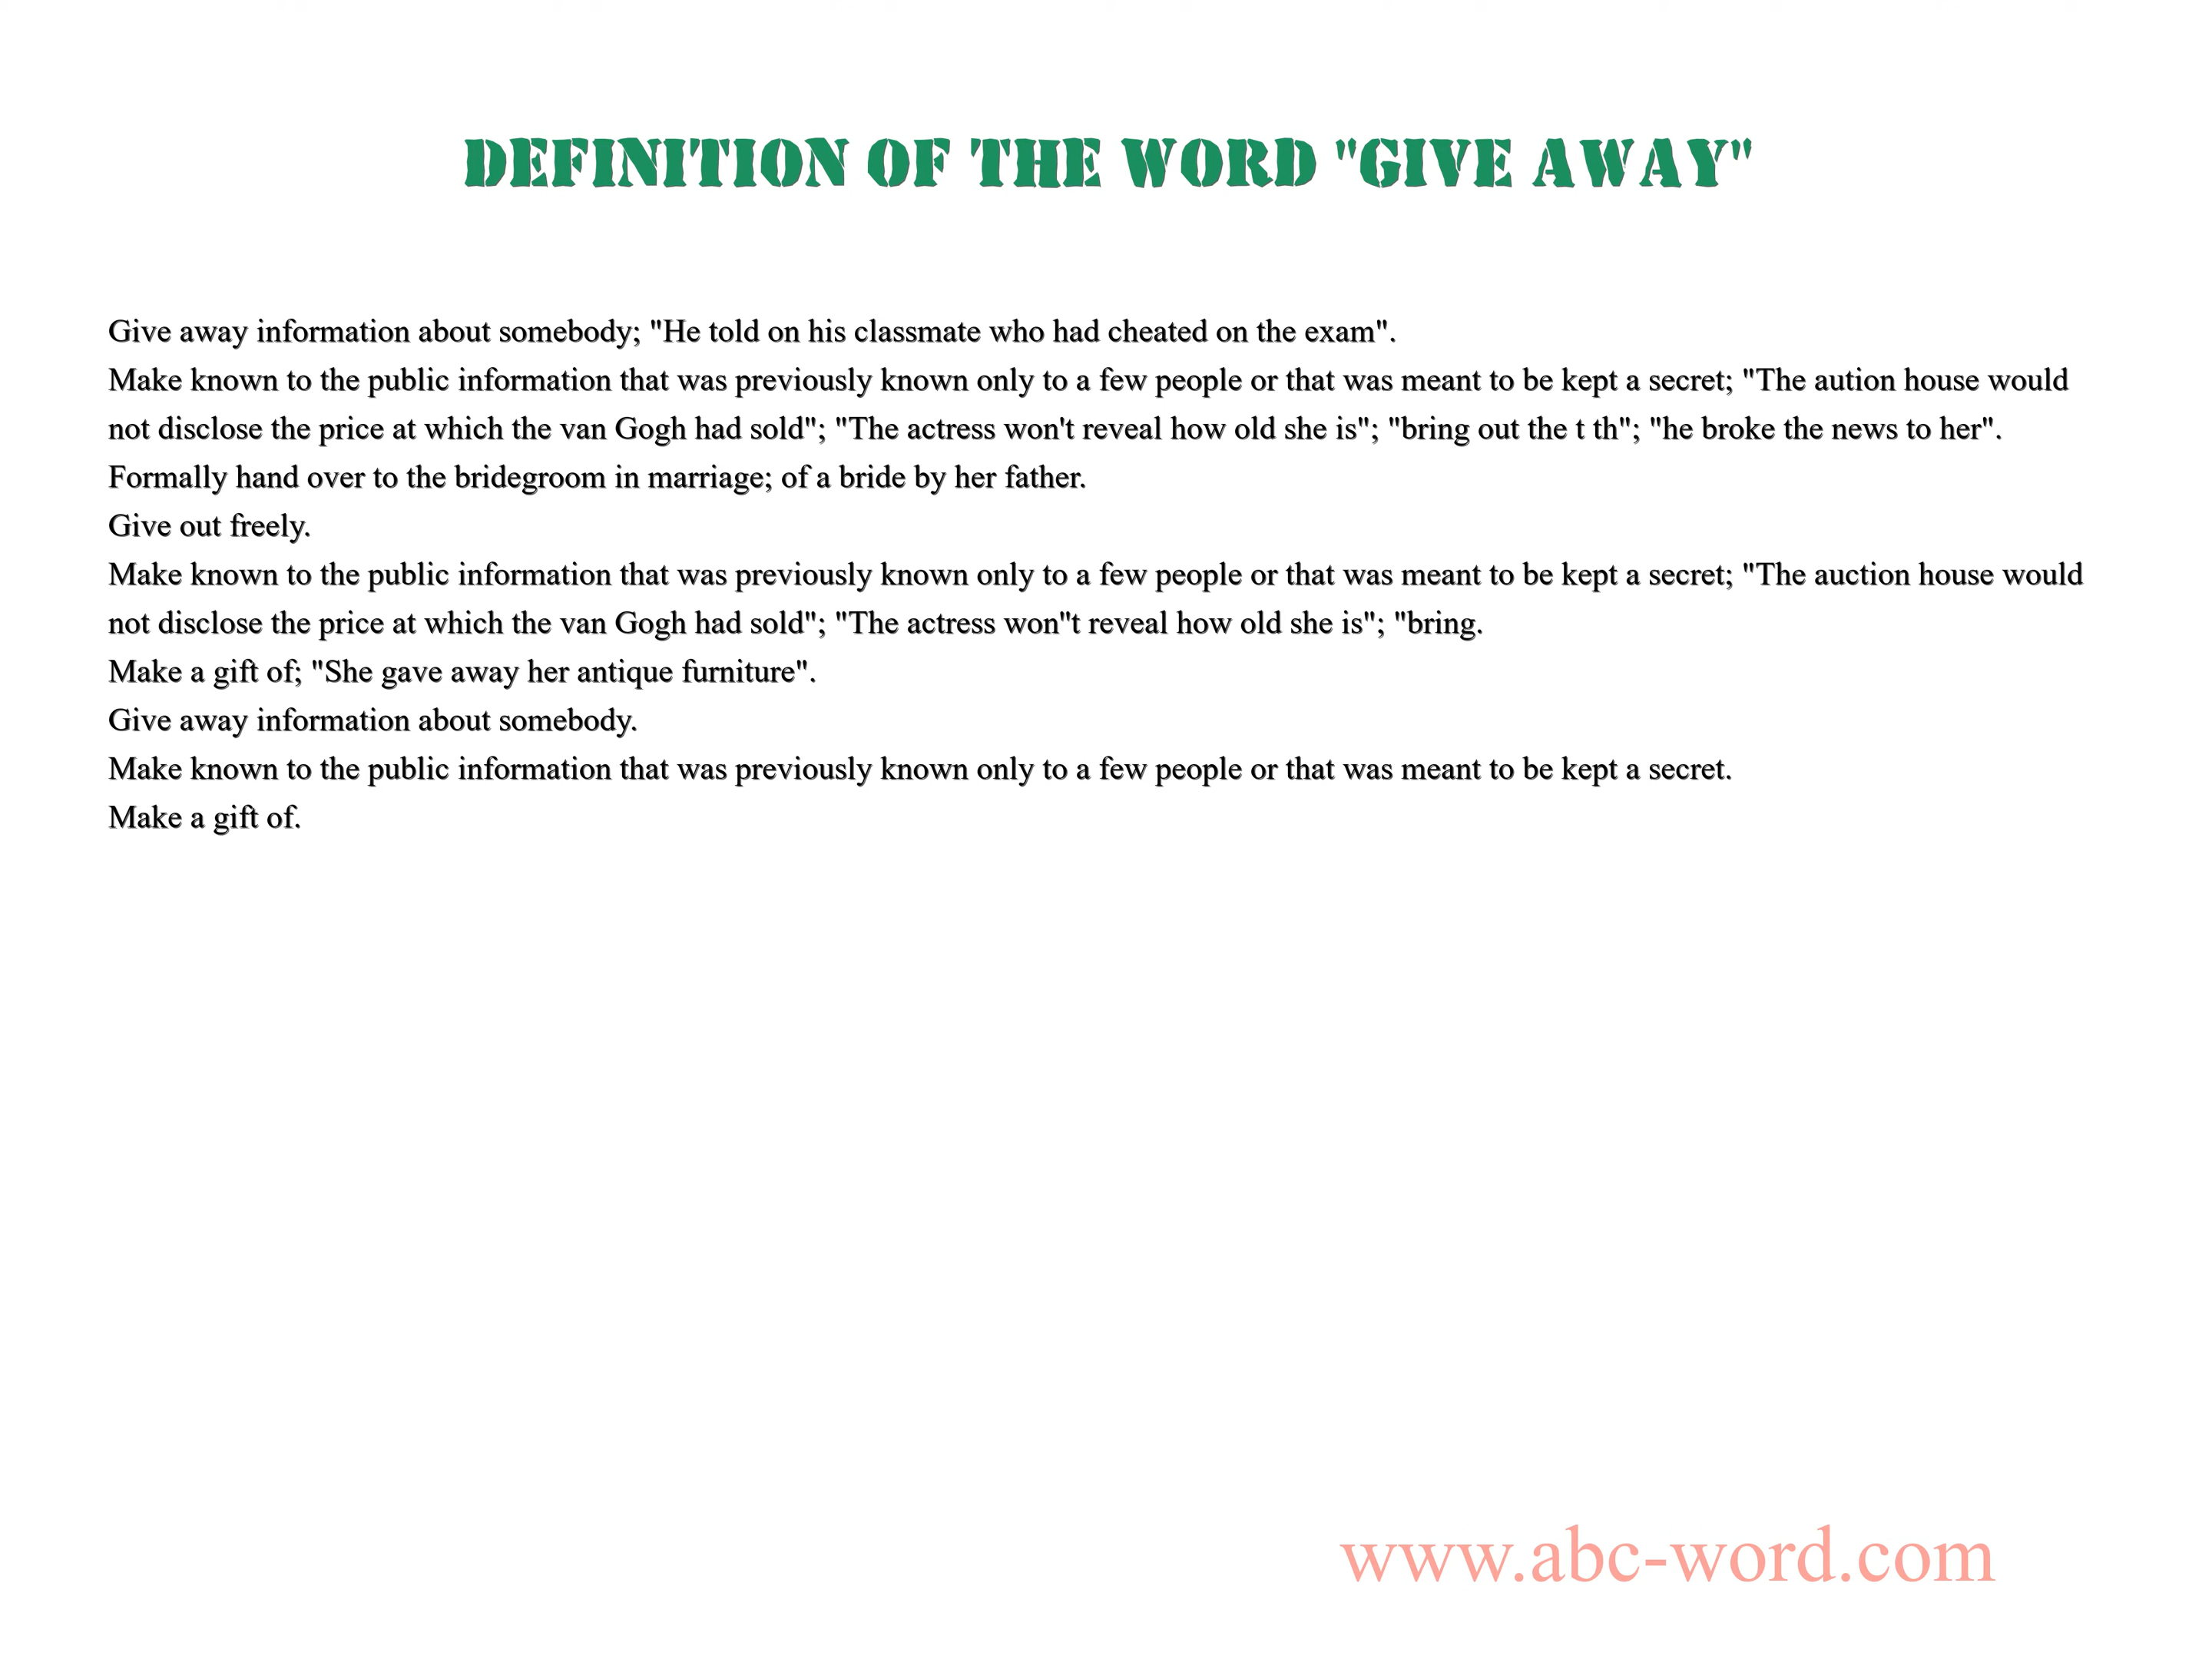 DEFINITION OF THE WORD "GIVE AWAY"
Give away information about somebody; "He told on his classmate who had cheated on the exam".
Make known to the public information that was previously known only to a few people or that was meant to be kept a secret; "The aution house would
not disclose the price at which the van Gogh had sold"; "The actress won't reveal how old she is"; "bring out the t th"; "he broke the news to her".
Formally hand over to the bridegroom in marriage; of a bride by her father.
Give out freely.
Make known to the public information that was previously known only to a few people or that was meant to be kept a secret; "The auction house would
not disclose the price at which the van Gogh had sold"; "The actress won"t reveal how old she is"; "bring.
Make a gift of; "She gave away her antique furniture".
Give away information about somebody.
Make known to the public information that was previously known only to a few people or that was meant to be kept a secret.
Make a gift of.
www.abc-word.com